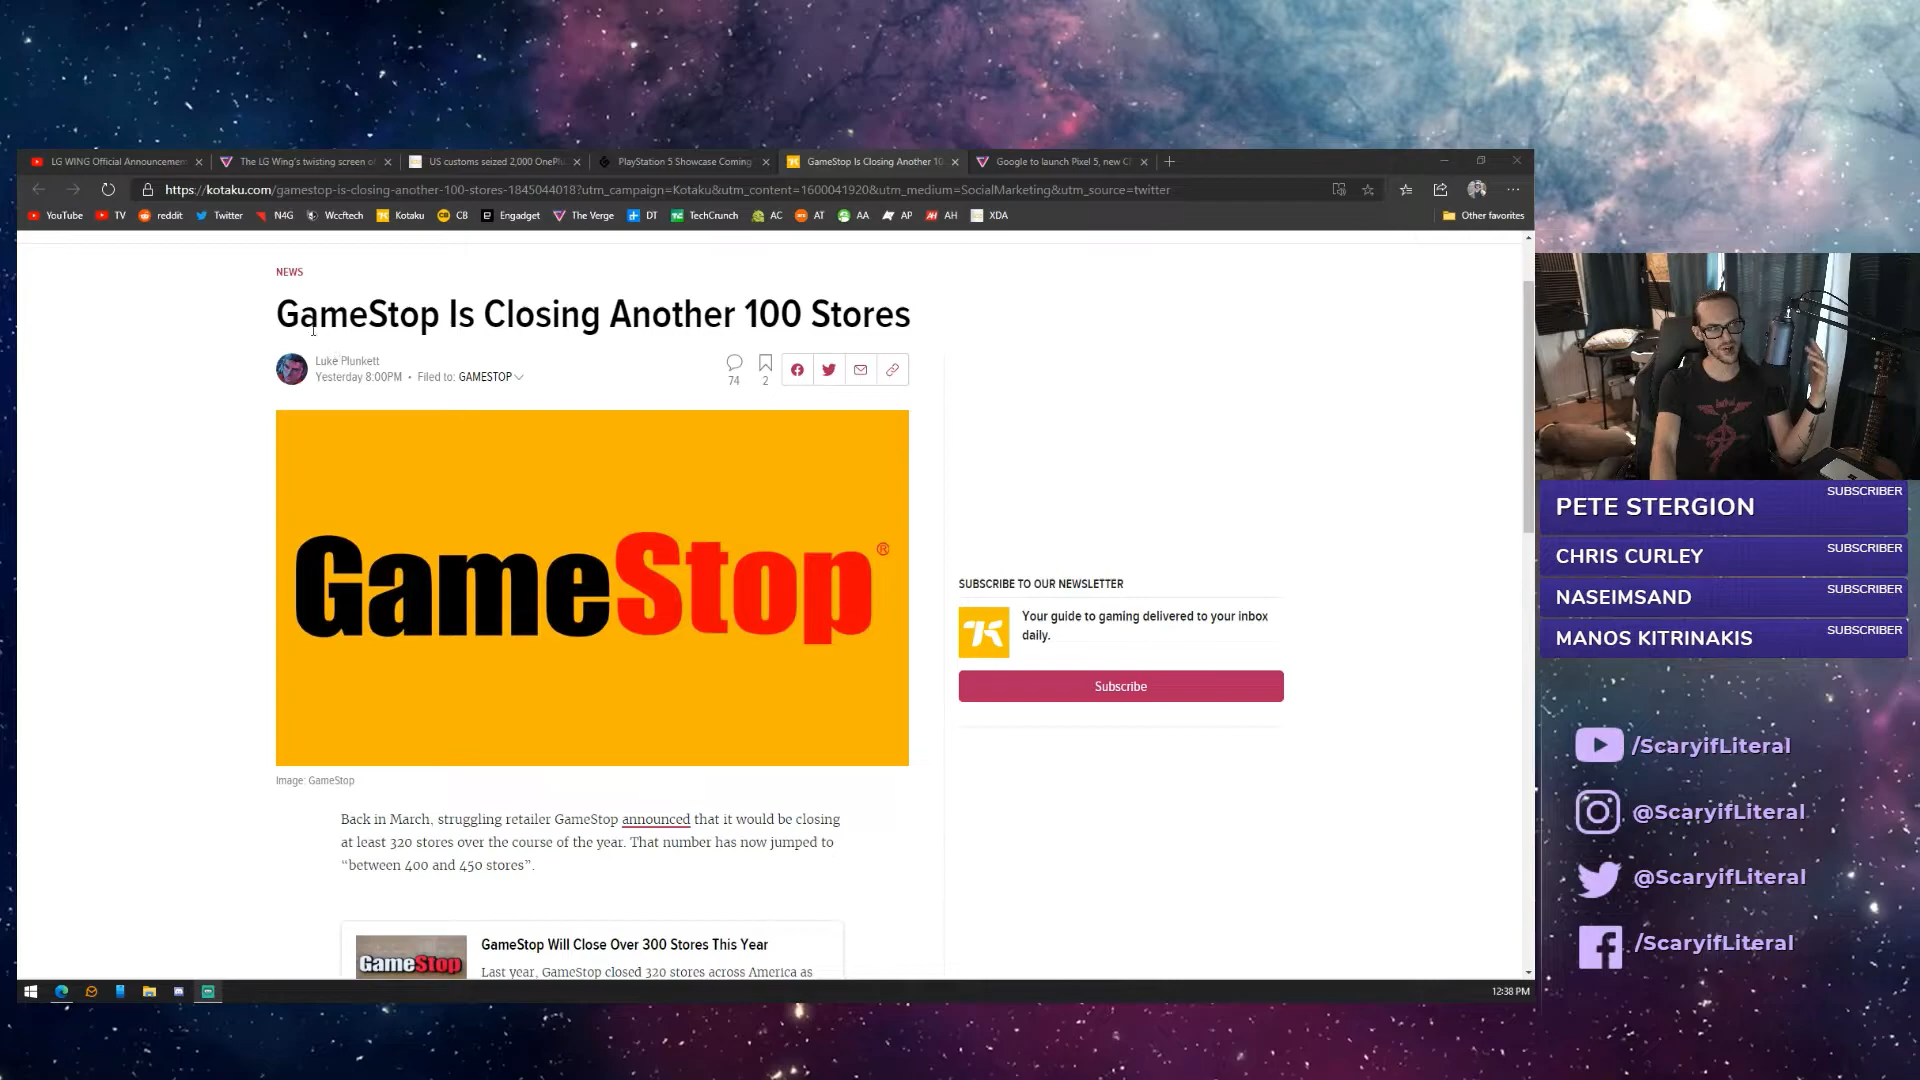 LG WING Official Announcemen
The LG Wing's twisting screen o
US customs seized 2,000 OnePlu
PlayStation 5 Showcase Coming
GameStop Is Closing Another 10
Google to launch Pixel 5, new C
https://kotaku.com/gamestop-is-closing-another-100-stores-1845044018?utm_campaign=Kotaku&utm_content=1600041920&utm_medium=SocialMarketing&utm_source=twitter
YouTube TV reddit Twitter N4G Wccftech Kotaku CB Engadget The Verge DT TechCrunch AC AT AA AP AH XDA Other favorites
NEWS
GameStop Is Closing Another 100 Stores
Luke Plunkett
Yesterday 8:00PM • Filed to: GAMESTOP
74
2
GameStop®
Image: GameStop
Back in March, struggling retailer GameStop announced that it would be closing
at least 320 stores over the course of the year. That number has now jumped to
“between 400 and 450 stores”.
GameStop
GameStop Will Close Over 300 Stores This Year
Last year, GameStop closed 320 stores across America as
SUBSCRIBE TO OUR NEWSLETTER
Your guide to gaming delivered to your inbox
daily.
Subscribe
12:38 PM
PETE STERGION SUBSCRIBER
CHRIS CURLEY SUBSCRIBER
NASEIMSAND SUBSCRIBER
MANOS KITRINAKIS SUBSCRIBER
/ScaryifLiteral
@ScaryifLiteral
@ScaryifLiteral
/ScaryifLiteral